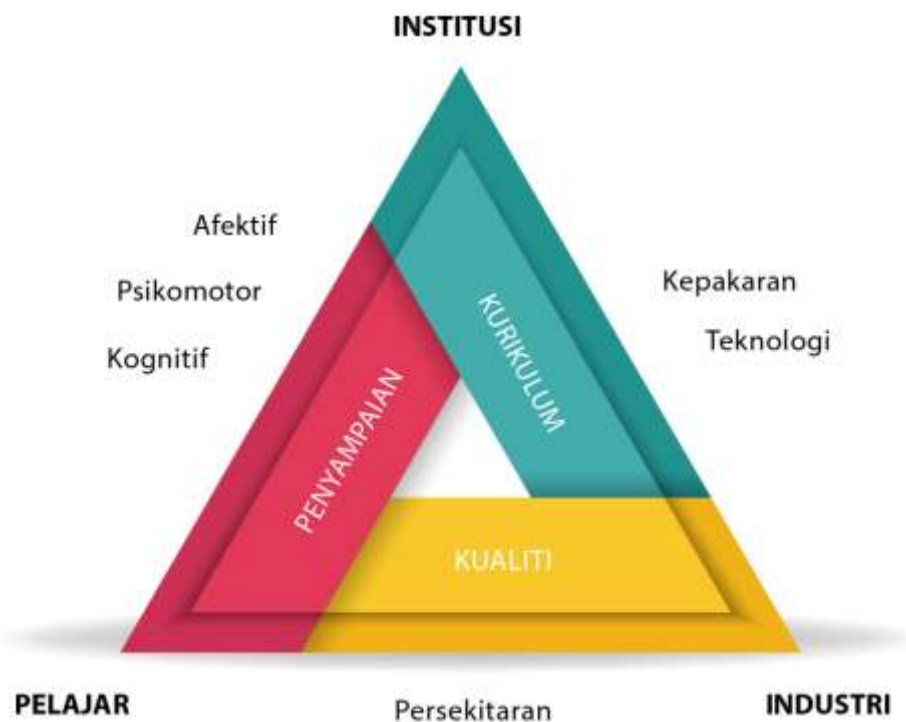 INSTITUSI
Afektif
Psikomotor
Kognitif
Kepakaran
Teknologi
KURIKULUM
PENYAMPAIAN
KUALITI
PELAJAR
Persekitaran
INDUSTRI